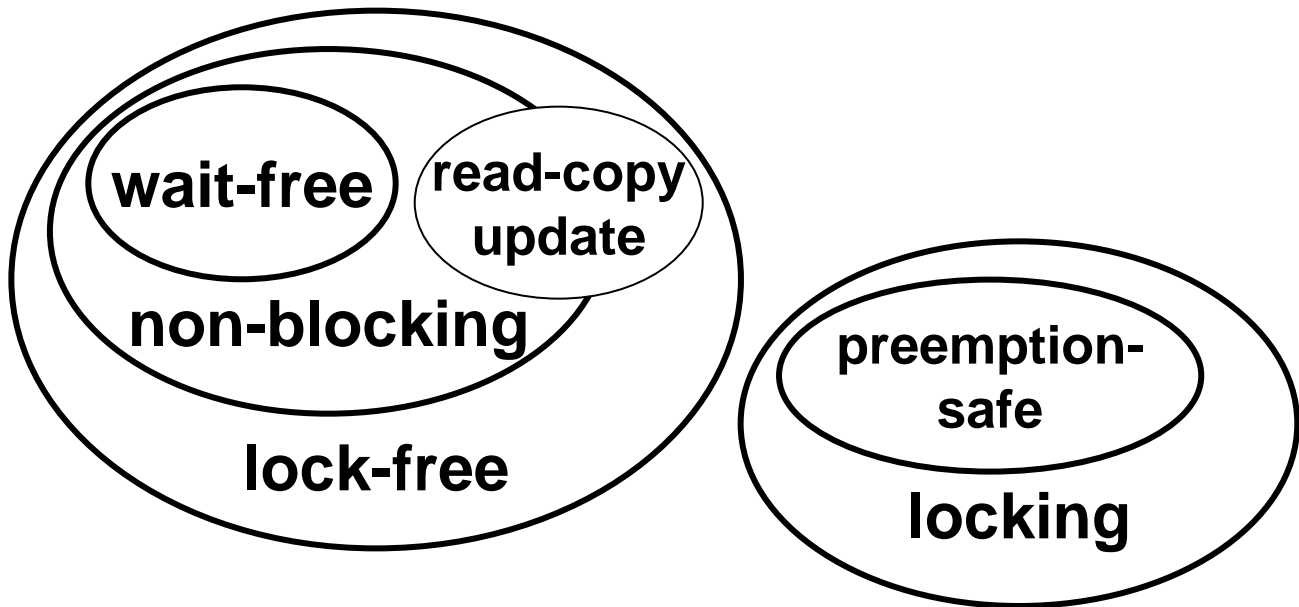 wait-free
read-copy
update
non-blocking
lock-free
preemption-
safe
locking